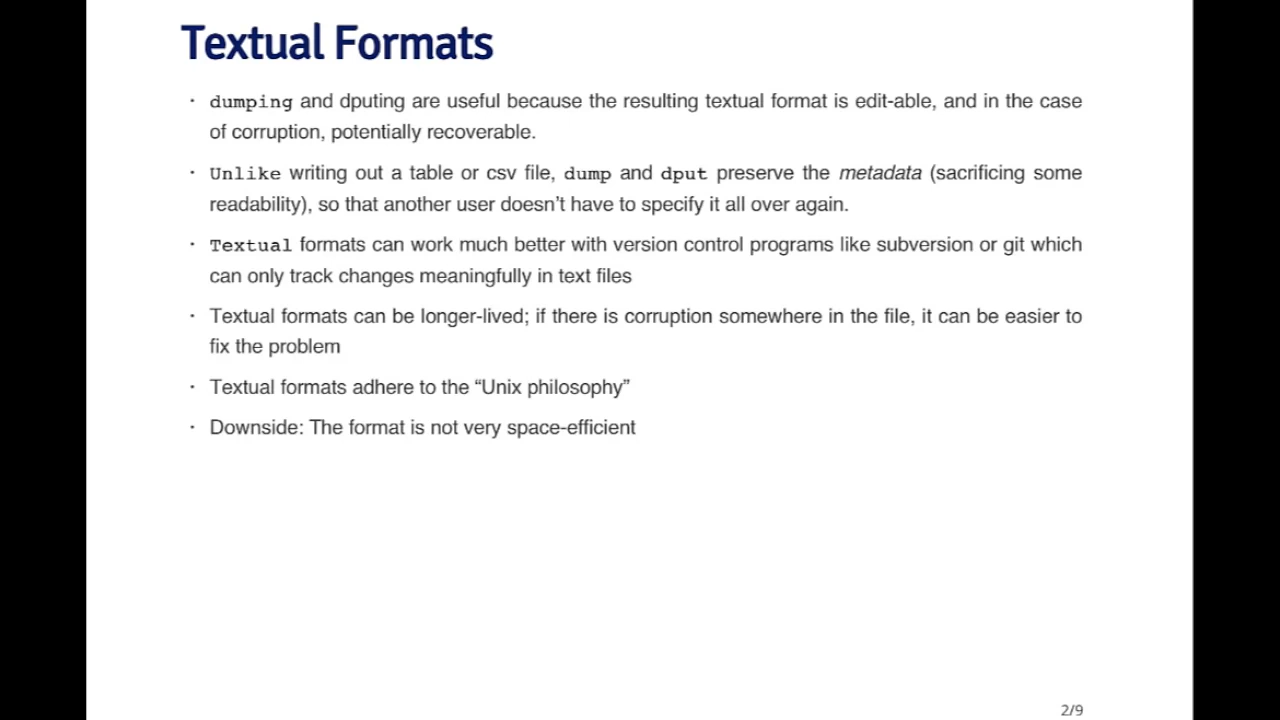 Textual Formats
· dumping and dputing are useful because the resulting textual format is edit-able, and in the case
of corruption, potentially recoverable.
· Unlike writing out a table or csv file, dump and dput preserve the metadata (sacrificing some
readability), so that another user doesn't have to specify it all over again.
· Textual formats can work much better with version control programs like subversion or git which
can only track changes meaningfully in text files
· Textual formats can be longer-lived; if there is corruption somewhere in the file, it can be easier to
fix the problem
· Textual formats adhere to the “Unix philosophy”
· Downside: The format is not very space-efficient
2/9